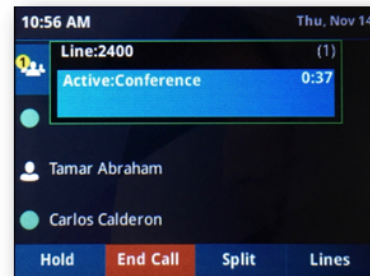 10:56 AM Thu, Nov 14
Line:2400 (1)
1
Active:Conference 0:37
Tamar Abraham
Carlos Calderon
Hold End Call Split Lines